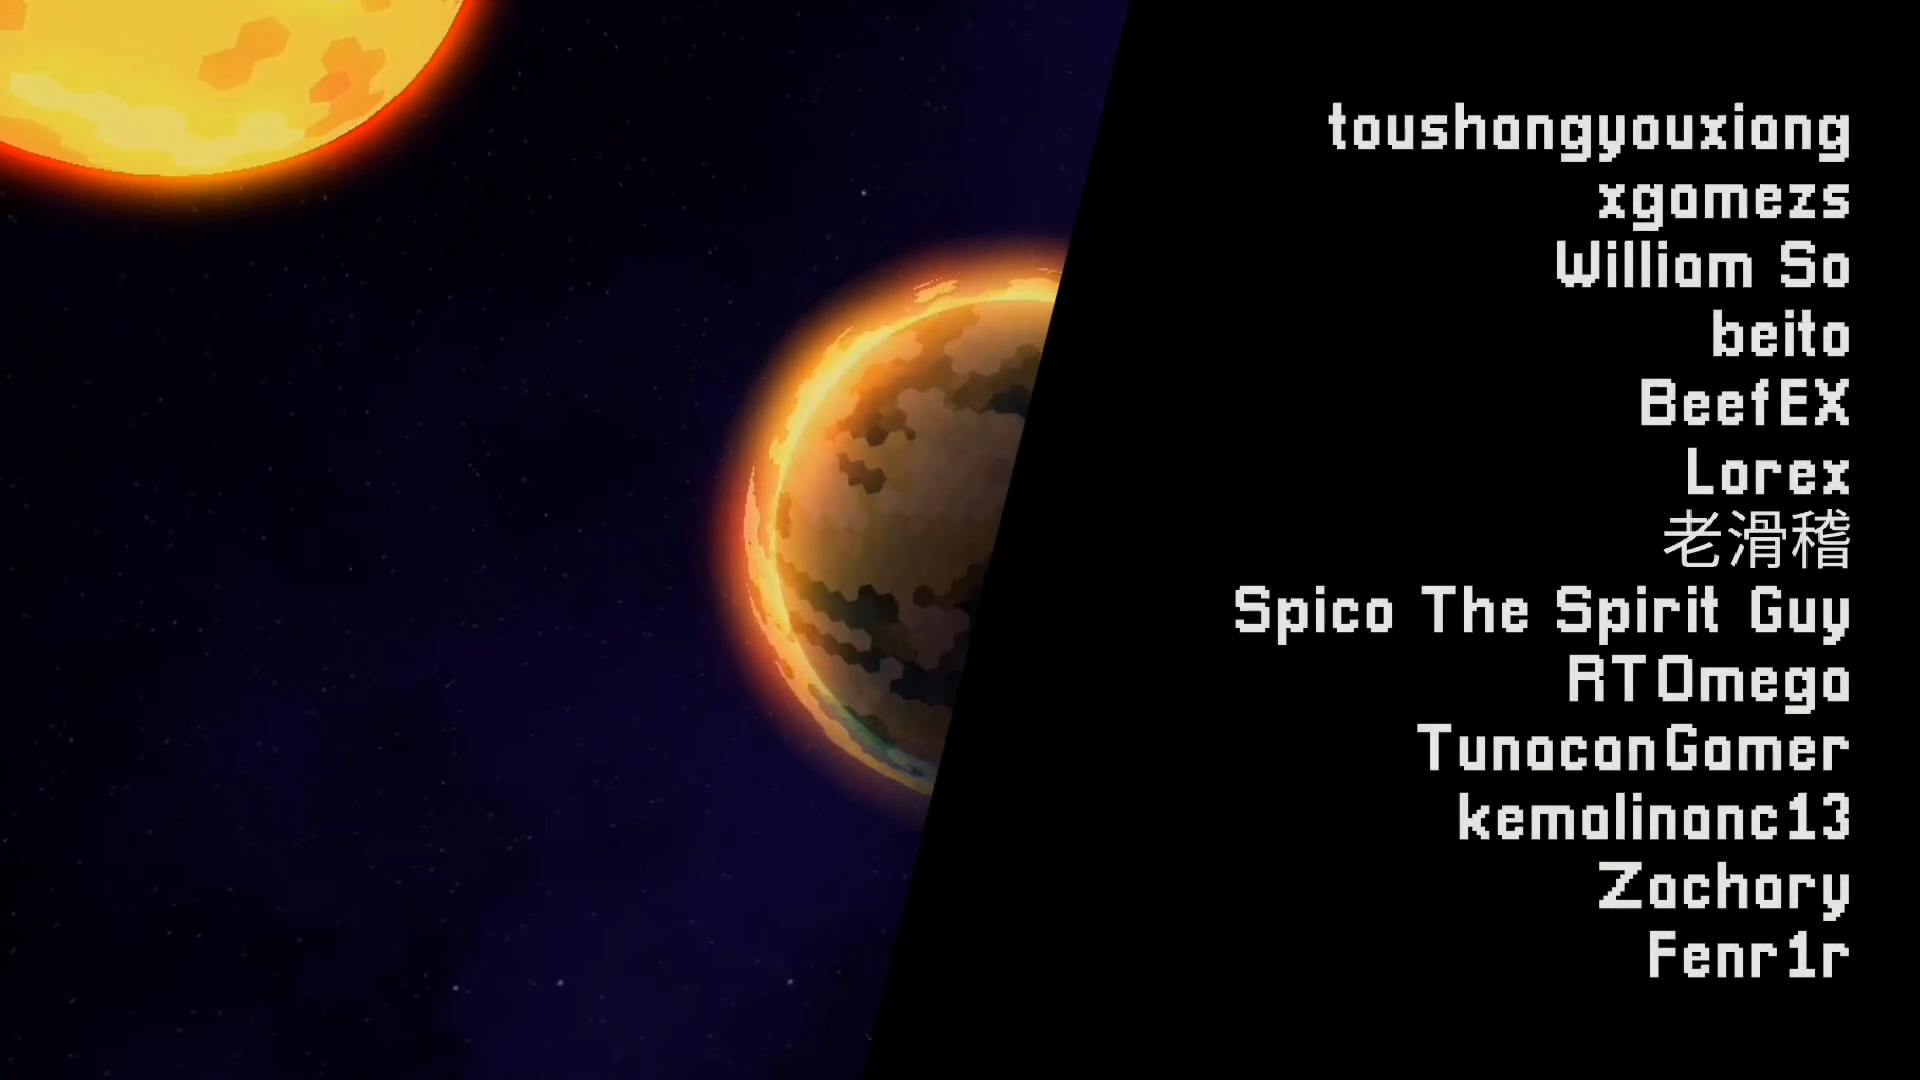 toushangyouxiang
xgamezs
William So
beito
BeefEX
Lorex
老滑稽
Spico The Spirit Guy
RTOmega
TunacanGamer
kemalinanc13
Zachary
Fenr1r